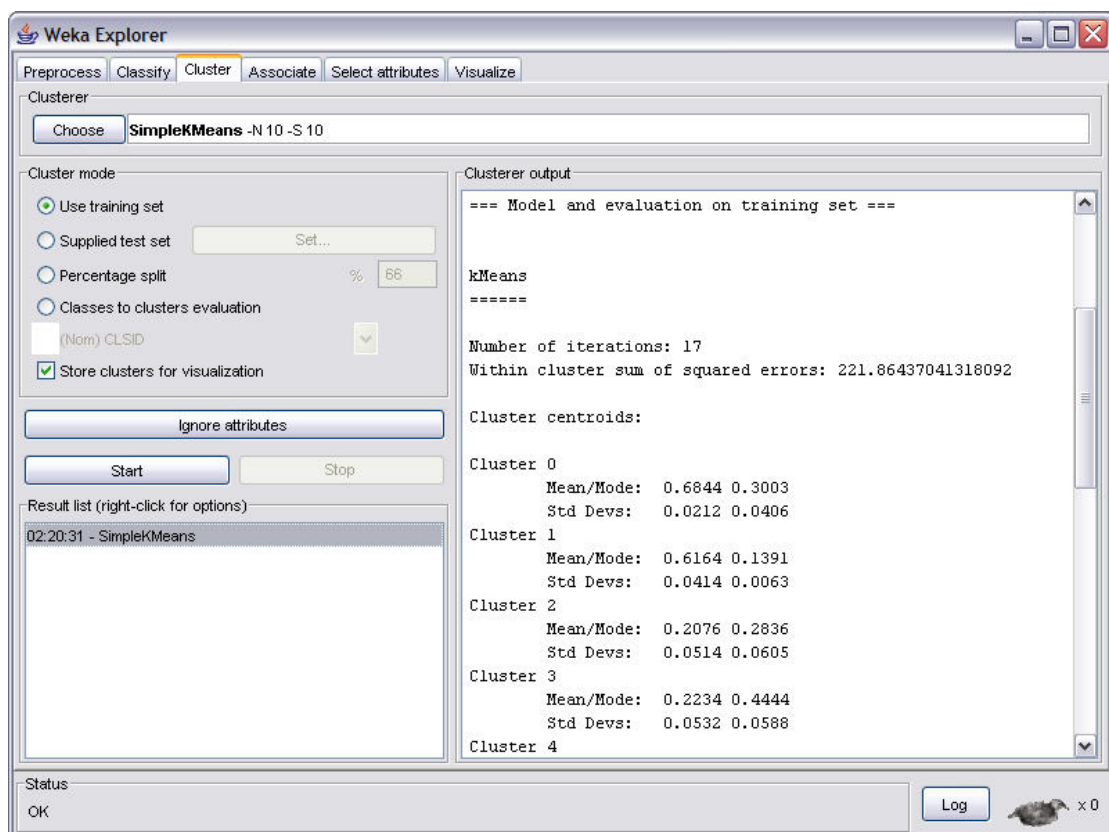 Weka Explorer
Preprocess Classify Cluster Associate Select attributes Visualize
Clusterer
Choose SimpleKMeans -N 10 -S 10
Cluster mode
Use training set
Supplied test set Set...
Percentage split % 66
Classes to clusters evaluation
(Nom) CLSID
Store clusters for visualization
Ignore attributes
Start Stop
Result list (right-click for options)
02:20:31 - SimpleKMeans
Clusterer output
=== Model and evaluation on training set ===
kMeans
======
Number of iterations: 17
Within cluster sum of squared errors: 221.86437041318092
Cluster centroids:
Cluster 0
Mean/Mode: 0.6844 0.3003
Std Devs: 0.0212 0.0406
Cluster 1
Mean/Mode: 0.6164 0.1391
Std Devs: 0.0414 0.0063
Cluster 2
Mean/Mode: 0.2076 0.2836
Std Devs: 0.0514 0.0605
Cluster 3
Mean/Mode: 0.2234 0.4444
Std Devs: 0.0532 0.0588
Cluster 4
Status
OK
Log x 0